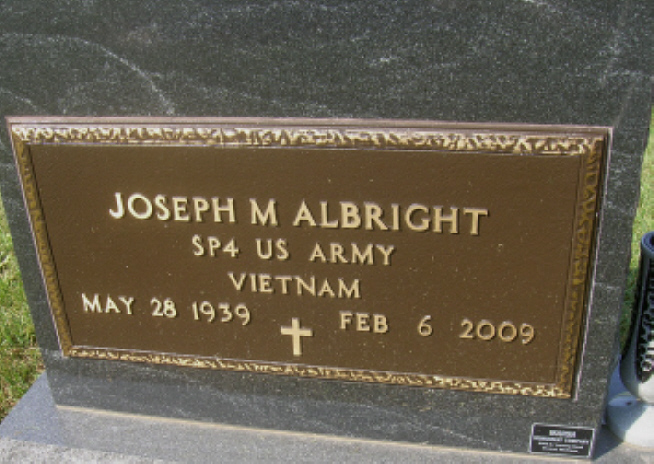 JOSEPH M ALBRIGHT
SP4 US ARMY
VIETNAM
MAY 28 1939 FEB 6 2009